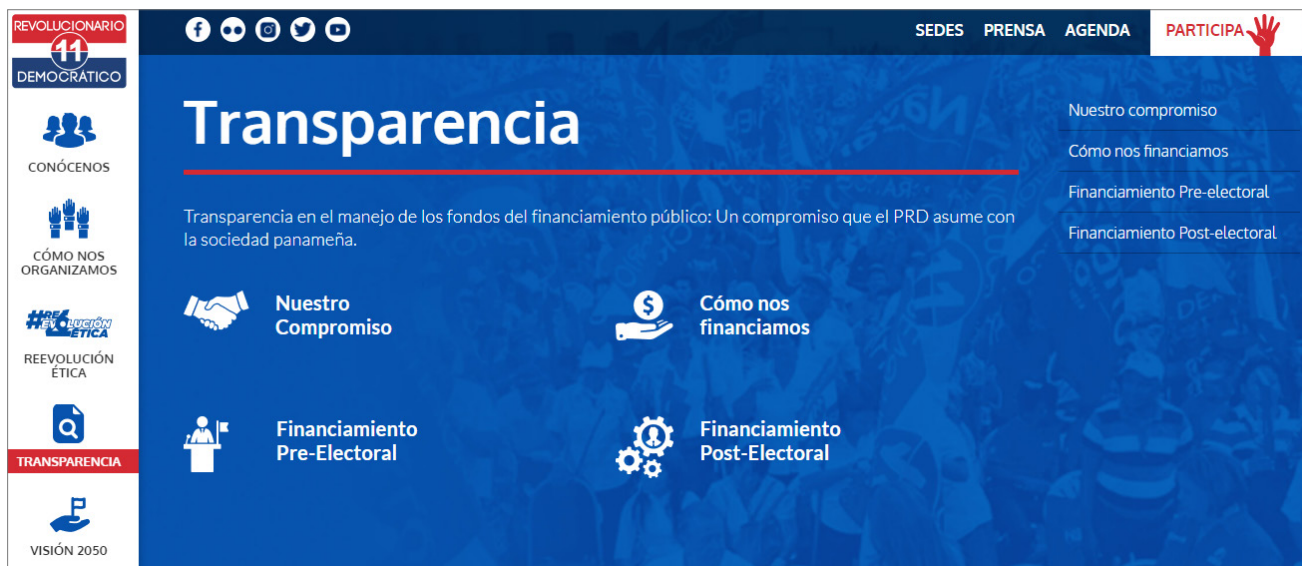 REVOLUCIONARIO
11
DEMOCRÁTICO
CONÓCENOS
CÓMO NOS
ORGANIZAMOS
REEVOLUCIÓN
ÉTICA
TRANSPARENCIA
VISIÓN 2050
SEDES PRENSA AGENDA PARTICIPA
Transparencia
Transparencia en el manejo de los fondos del financiamiento público: Un compromiso que el PRD asume con
la sociedad panameña.
Nuestro
Compromiso
Cómo nos
financiamos
Financiamiento
Pre-Electoral
Financiamiento
Post-Electoral
Nuestro compromiso
Cómo nos financiamos
Financiamiento Pre-electoral
Financiamiento Post-electoral